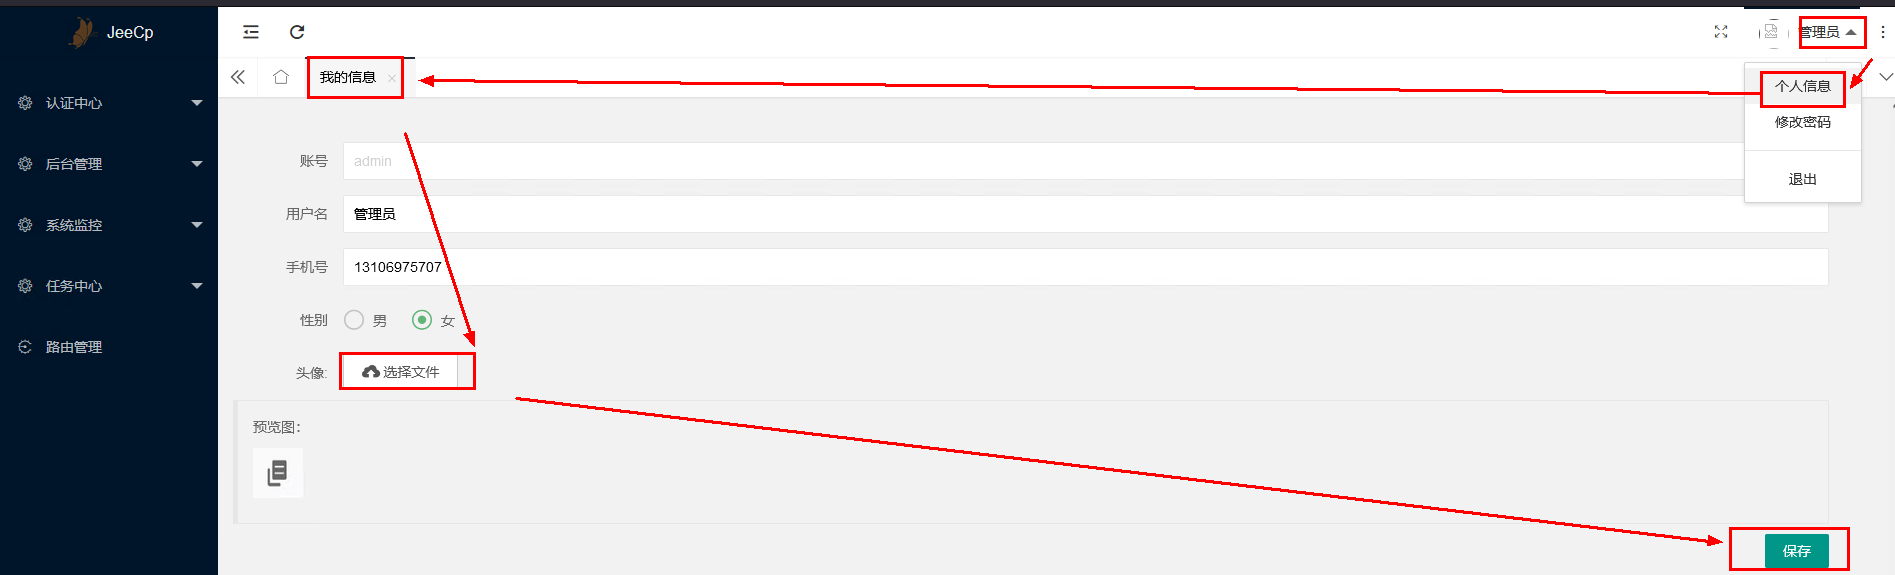 JeeCp
管理员
我的信息
个人信息
修改密码
退出
认证中心
后台管理
系统监控
任务中心
路由管理
账号 admin
用户名 管理员
手机号 13106975707
性别 男 女
头像: 选择文件
预览图:
保存